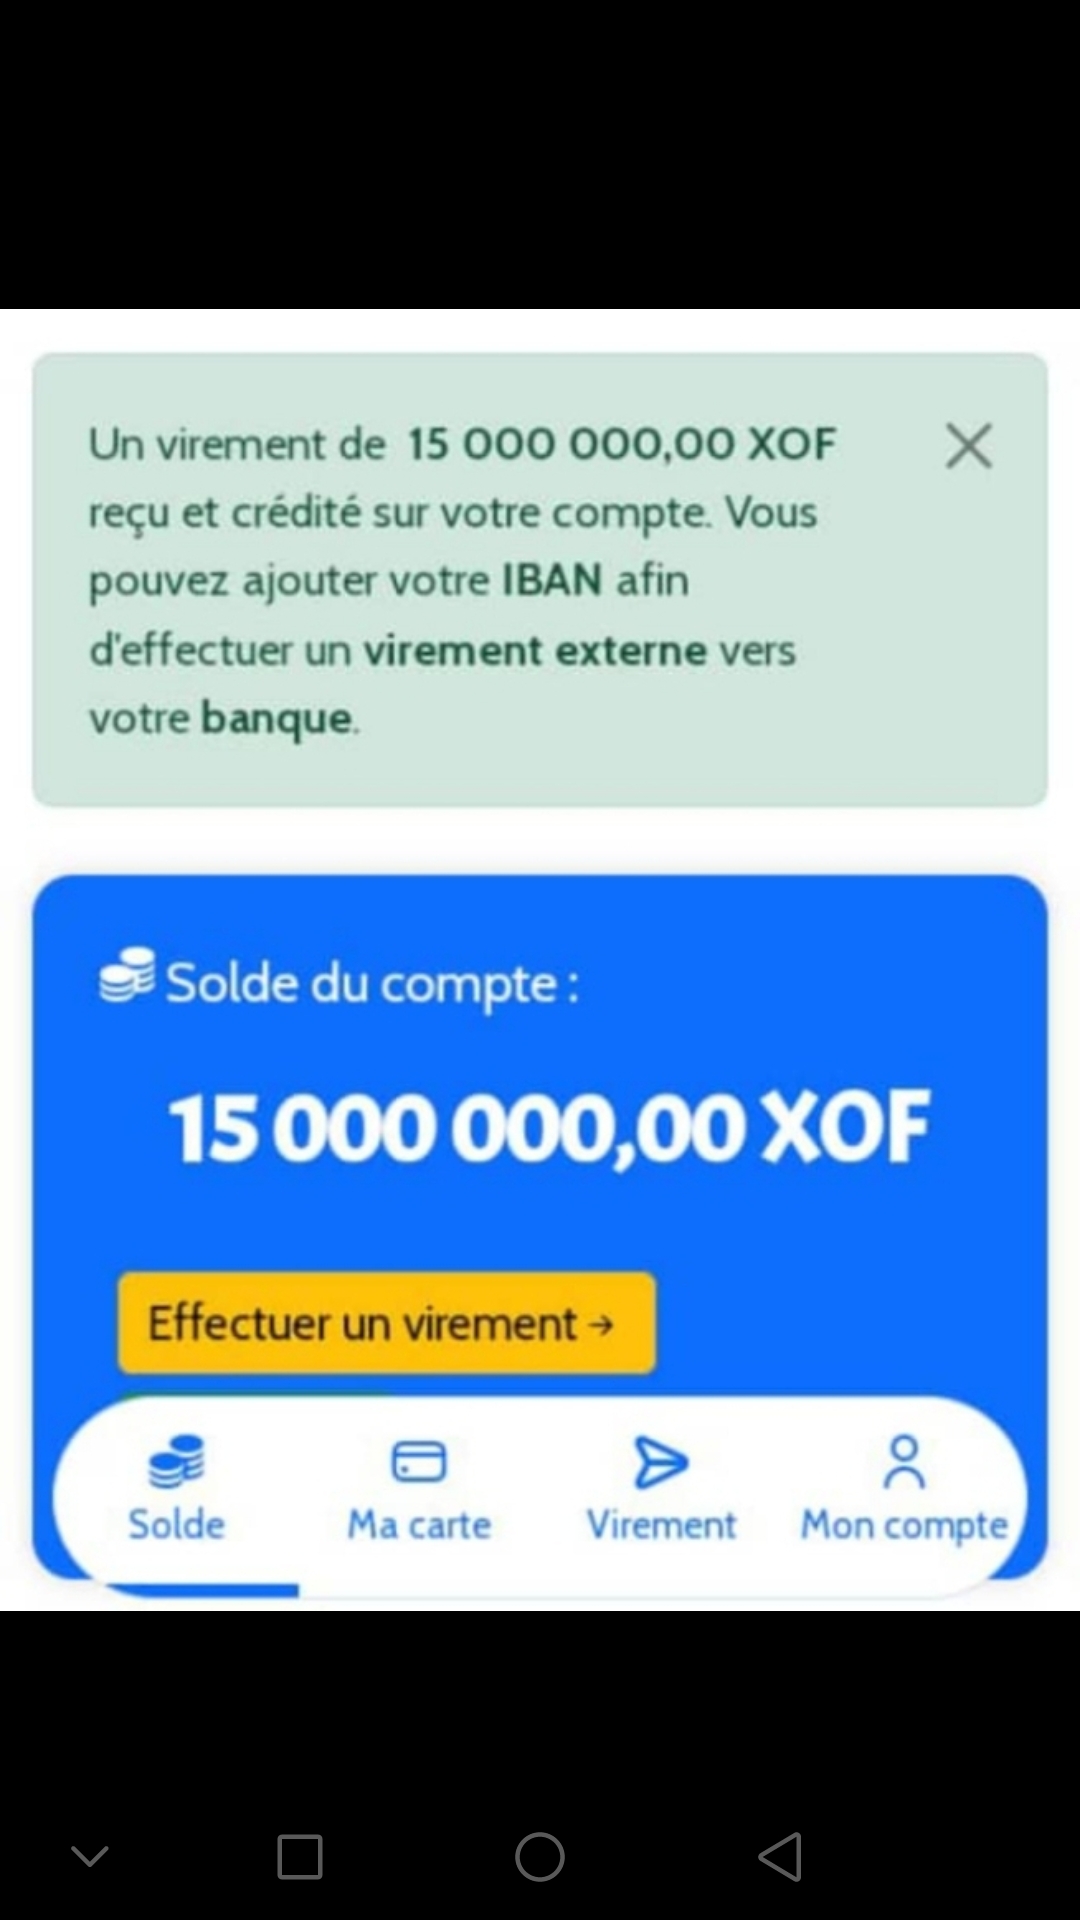 Un virement de 15 000 000,00 XOF
reçu et crédité sur votre compte. Vous
pouvez ajouter votre IBAN afin
d'effectuer un virement externe vers
votre banque.
Solde du compte :
15 000 000,00 XOF
Effectuer un virement →
Solde
Ma carte
Virement
Mon compte